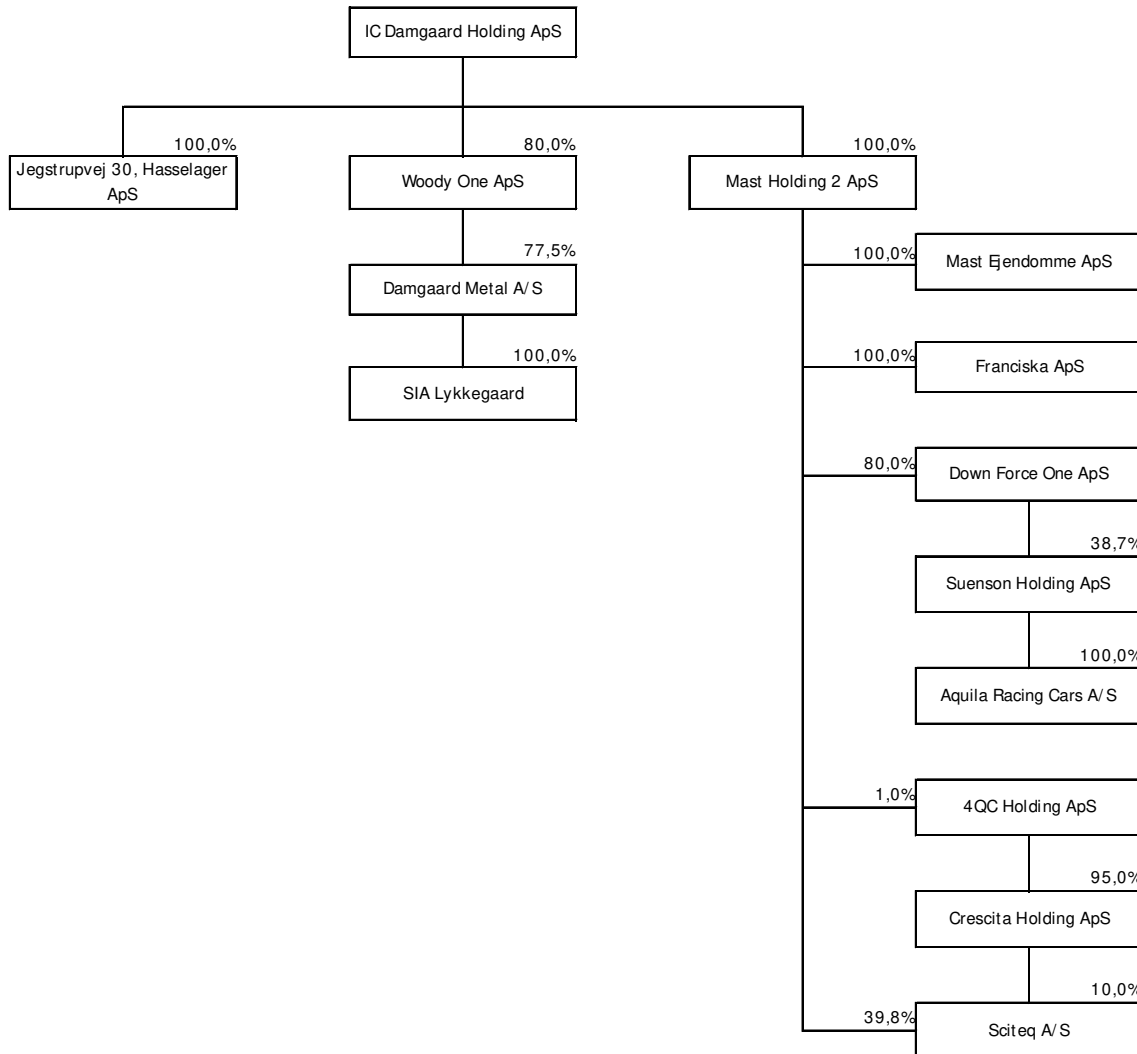 IC Damgaard Holding ApS
100,0%
80,0%
100,0%
Jegstrupvej 30, Hasselager
ApS
Woody One ApS
Mast Holding 2 ApS
77,5%
100,0%
Damgaard Metal A/S
Mast Ejendomme ApS
100,0%
100,0%
SIA Lykkegaard
Franciska ApS
80,0%
Down Force One ApS
38,7%
Suenson Holding ApS
100,0%
Aquila Racing Cars A/S
1,0%
4QC Holding ApS
95,0%
Crescita Holding ApS
10,0%
39,8%
Sciteq A/S